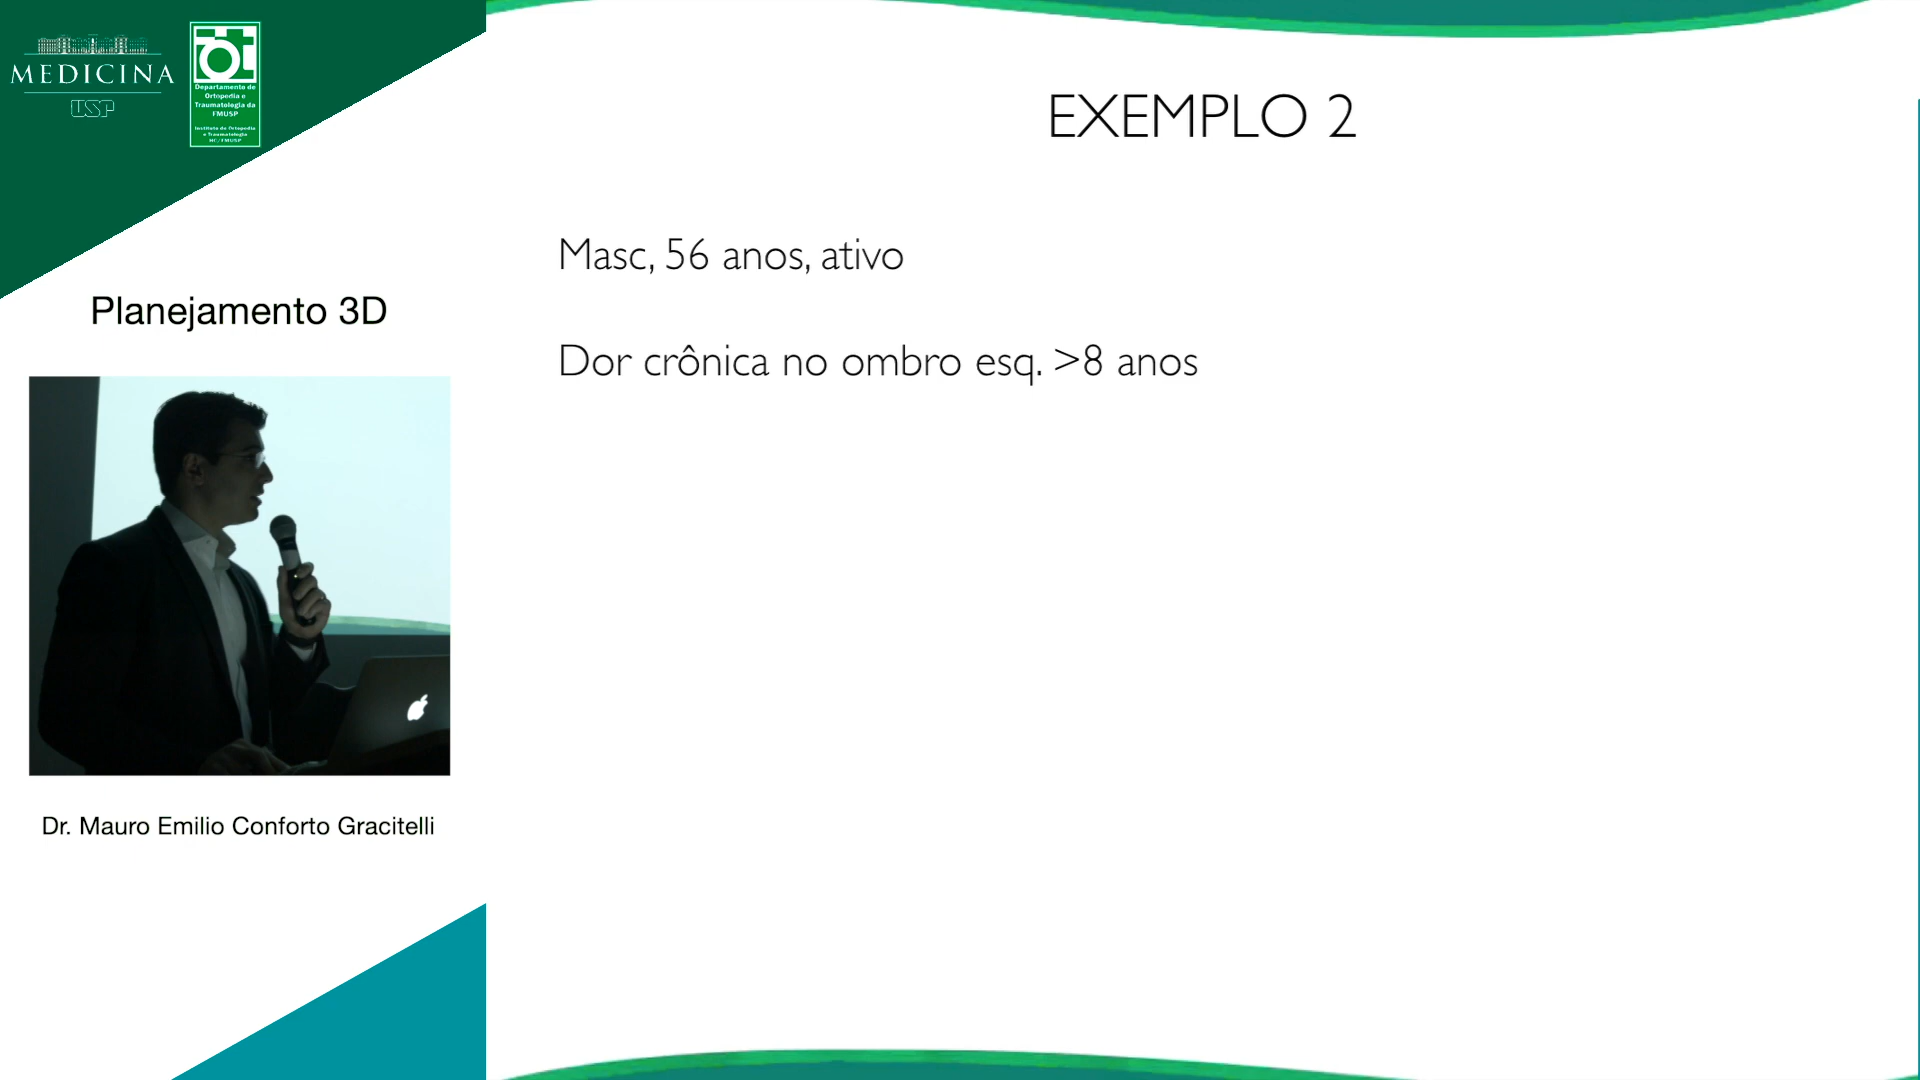 MEDICINA
USP
Departamento de
Ortopedia e
Traumatologia da
FMUSP
Instituto de Ortopedia
e Traumatologia
HC/FMUSP
Planejamento 3D
Dr. Mauro Emilio Conforto Gracitelli
EXEMPLO 2
Masc, 56 anos, ativo
Dor crônica no ombro esq. >8 anos